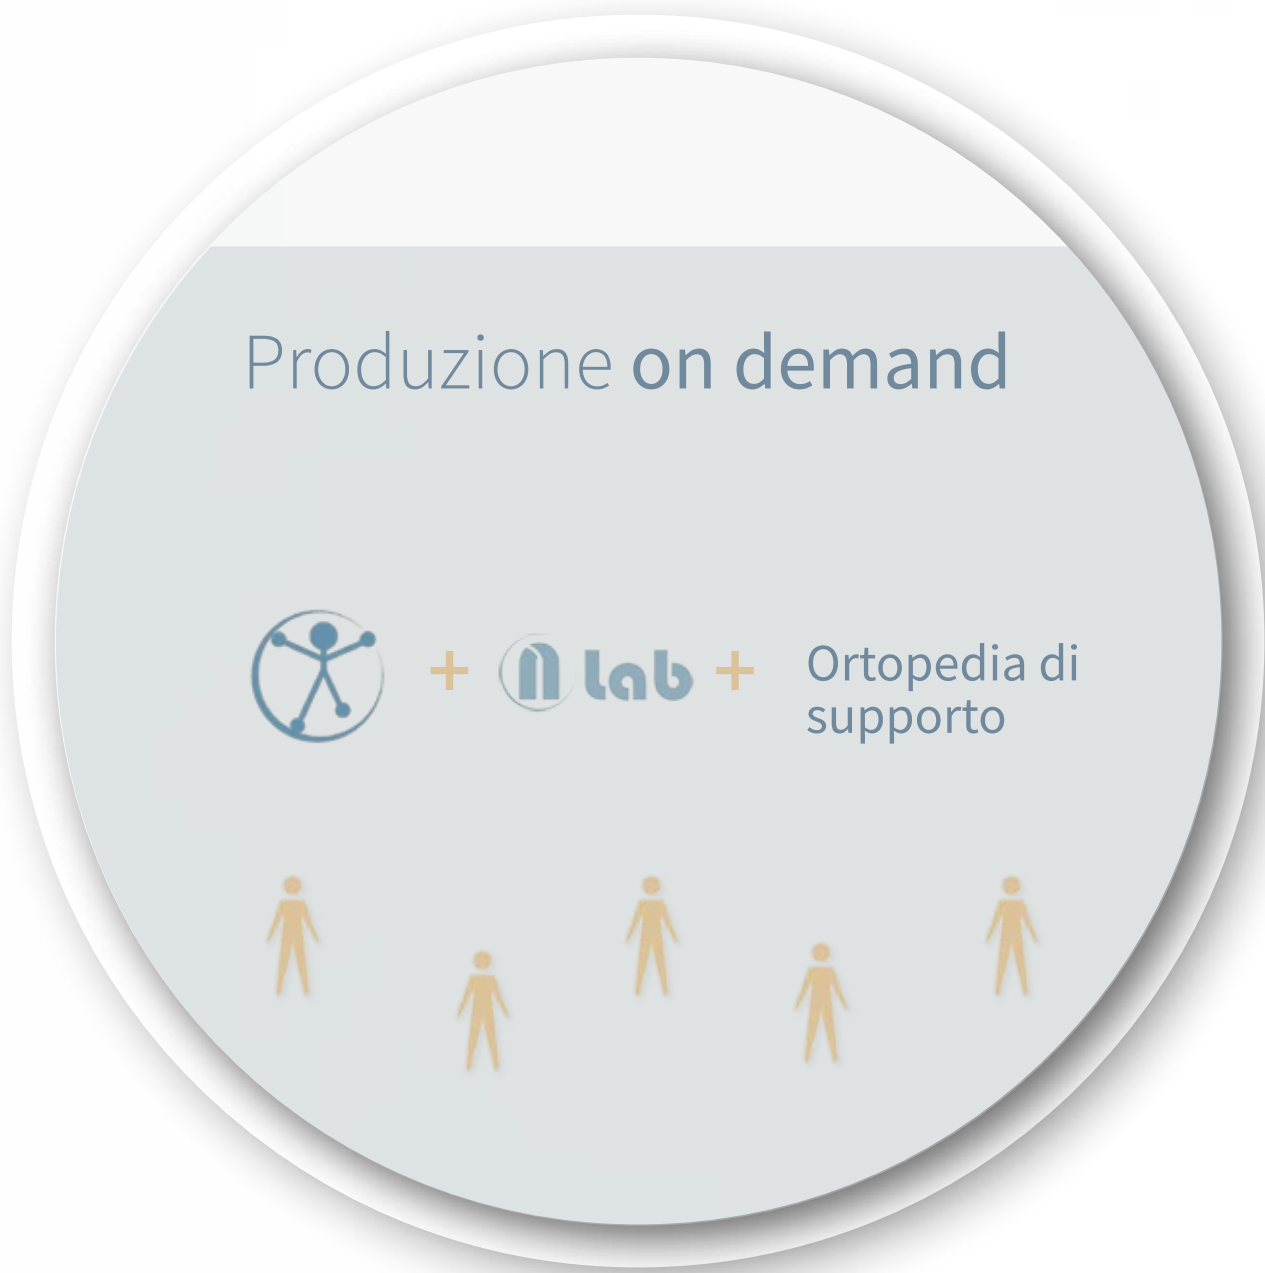 Produzione on demand
+ n Lab + Ortopedia di
supporto